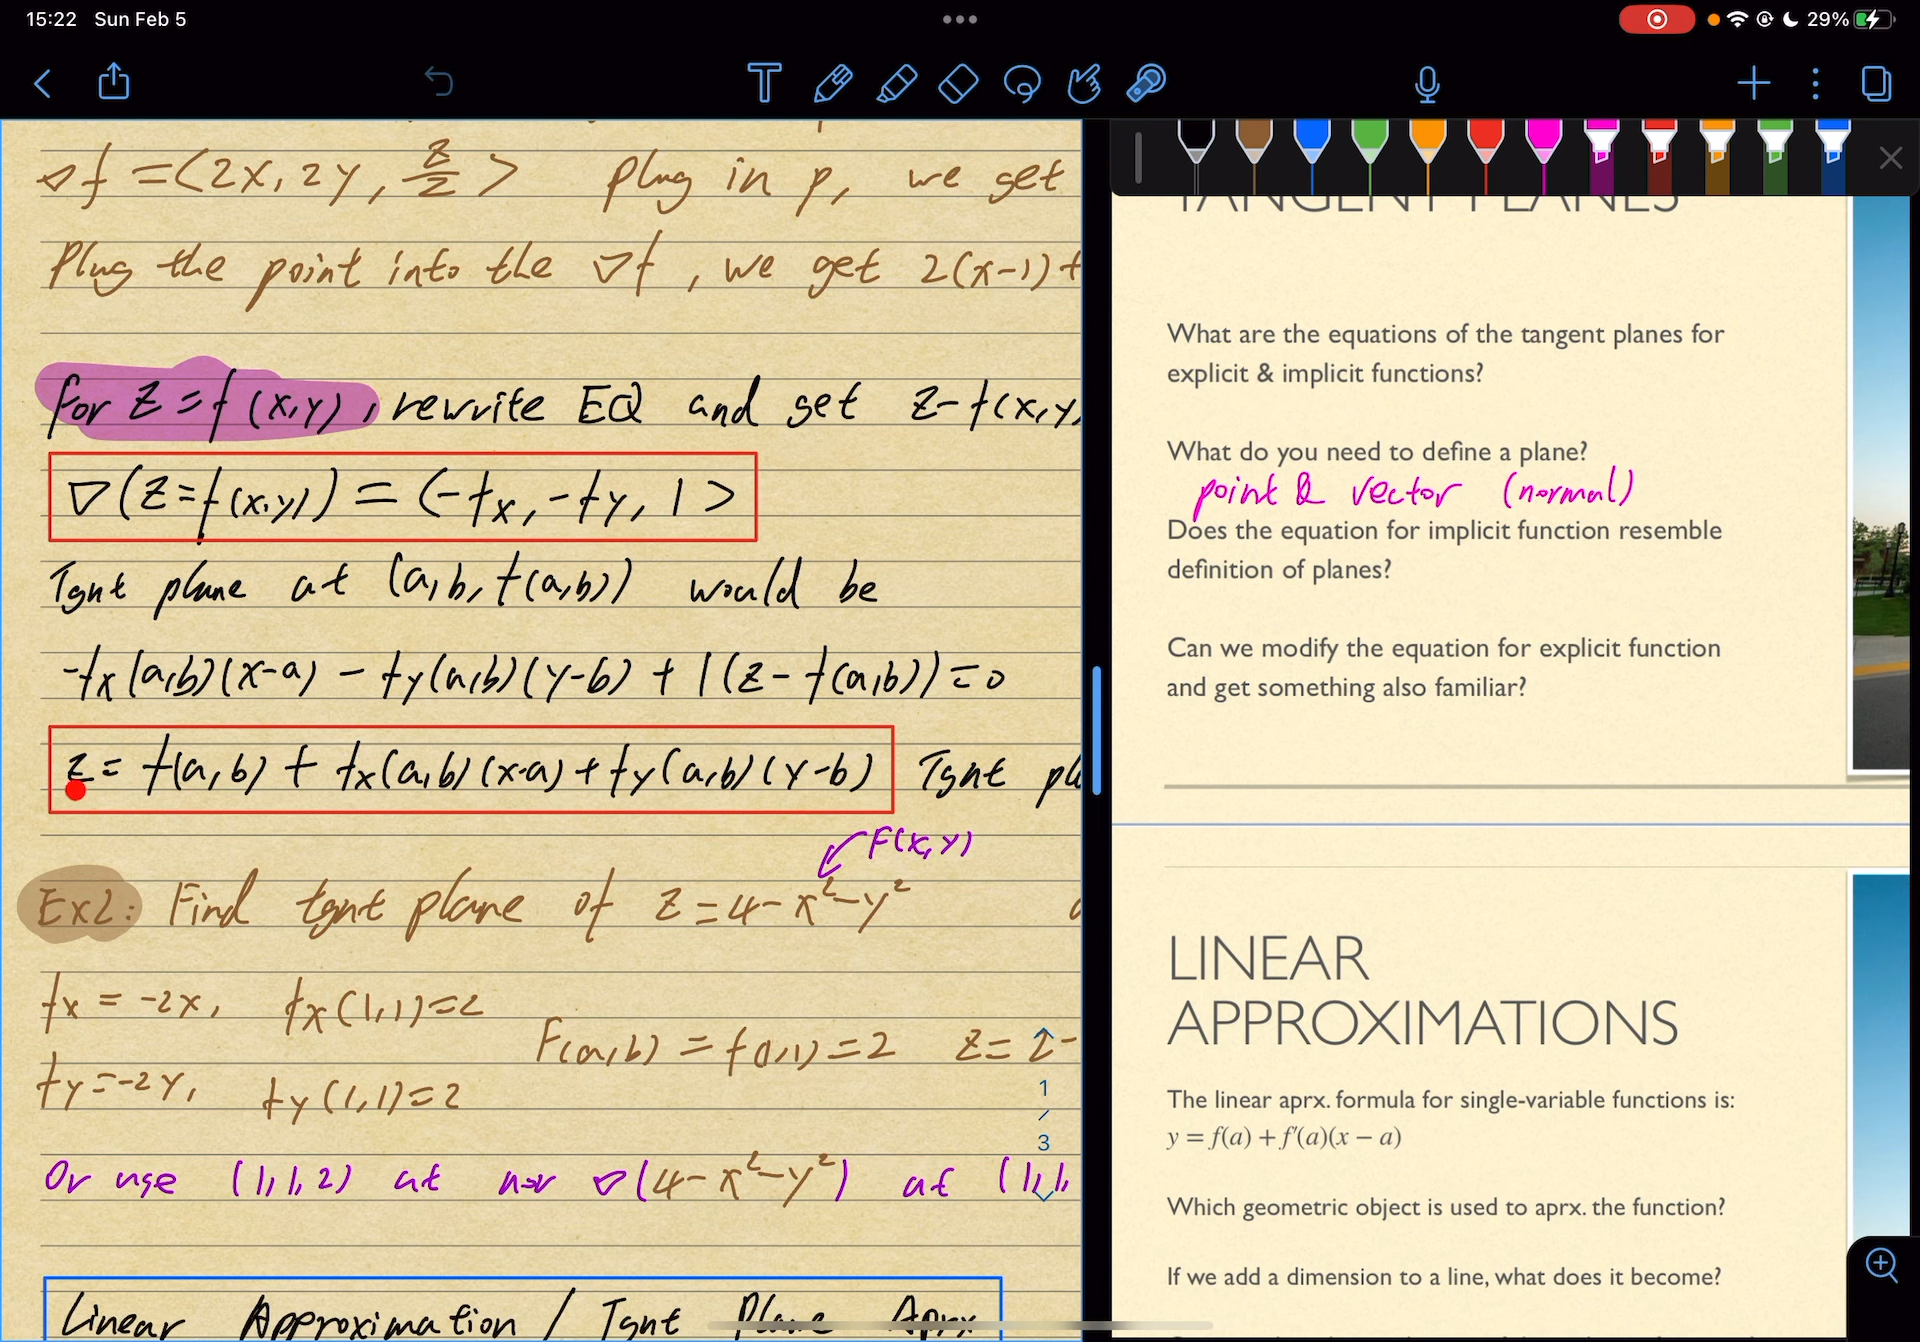 15:22 Sun Feb 5
29%
∇f = <2x, 2y, z/2> plug in p, we get
Plug the point into the ∇f, we get 2(x-1)+
for z=f(x,y), rewrite EQ and get z-f(x,y)
∇(z=f(x,y)) = <-fx, -fy, 1>
Tgnt plane at (a,b,f(a,b)) would be
-fx(a,b)(x-a) - fy(a,b)(y-b) + 1(z-f(a,b))=0
z= f(a,b) + fx(a,b)(x-a) + fy(a,b)(y-b) Tgnt pl
F(x,y)
Ex2: Find tgnt plane of z=4-x²-y²
fx = -2x, fx(1,1)=2
F(a,b) = f(1,1)=2 z= 2-
fy=-2y, fy(1,1)=2
1
/
3
Or use (1,1,2) at nor ∇(4-x²-y²) at (1,1,
Linear Approximation / Tgnt Plane Aprx
TANGENT PLANES
What are the equations of the tangent planes for
explicit & implicit functions?
What do you need to define a plane?
point & vector (normal)
Does the equation for implicit function resemble
definition of planes?
Can we modify the equation for explicit function
and get something also familiar?
LINEAR
APPROXIMATIONS
The linear aprx. formula for single-variable functions is:
y = f(a) + f′(a)(x − a)
Which geometric object is used to aprx. the function?
If we add a dimension to a line, what does it become?